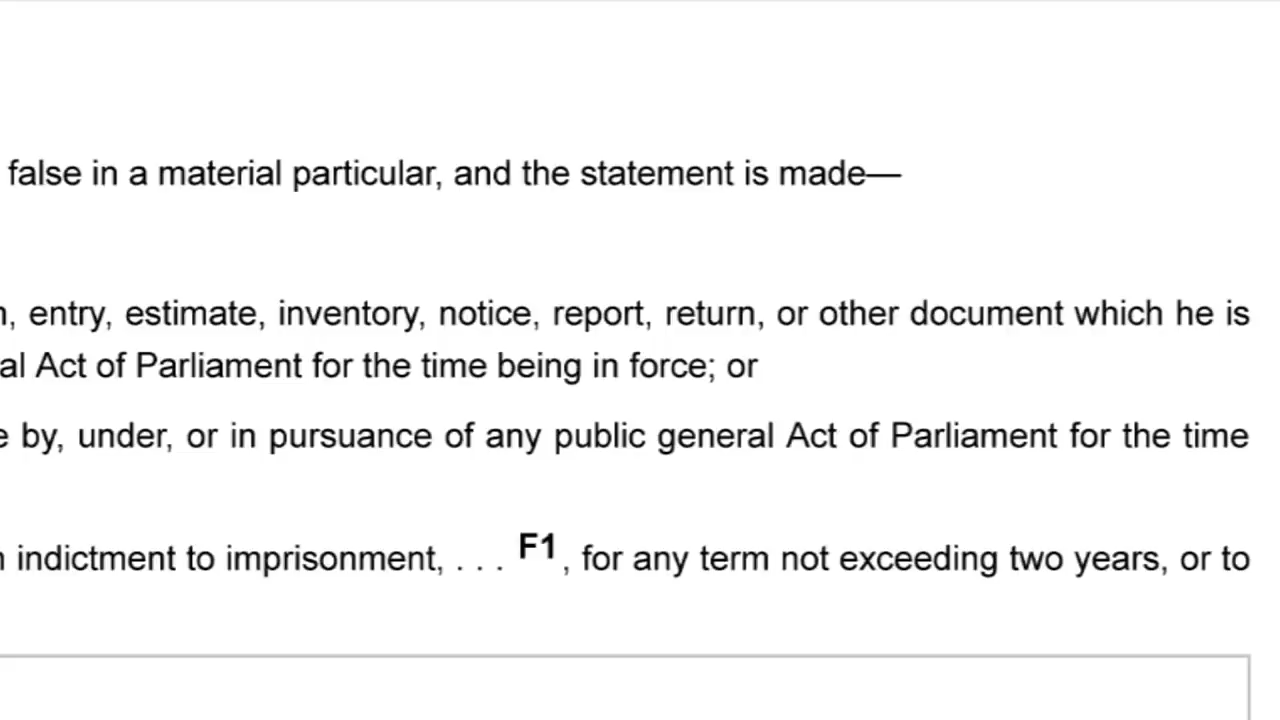 false in a material particular, and the statement is made—
, entry, estimate, inventory, notice, report, return, or other document which he is
al Act of Parliament for the time being in force; or
e by, under, or in pursuance of any public general Act of Parliament for the time
indictment to imprisonment, . . . F1, for any term not exceeding two years, or to